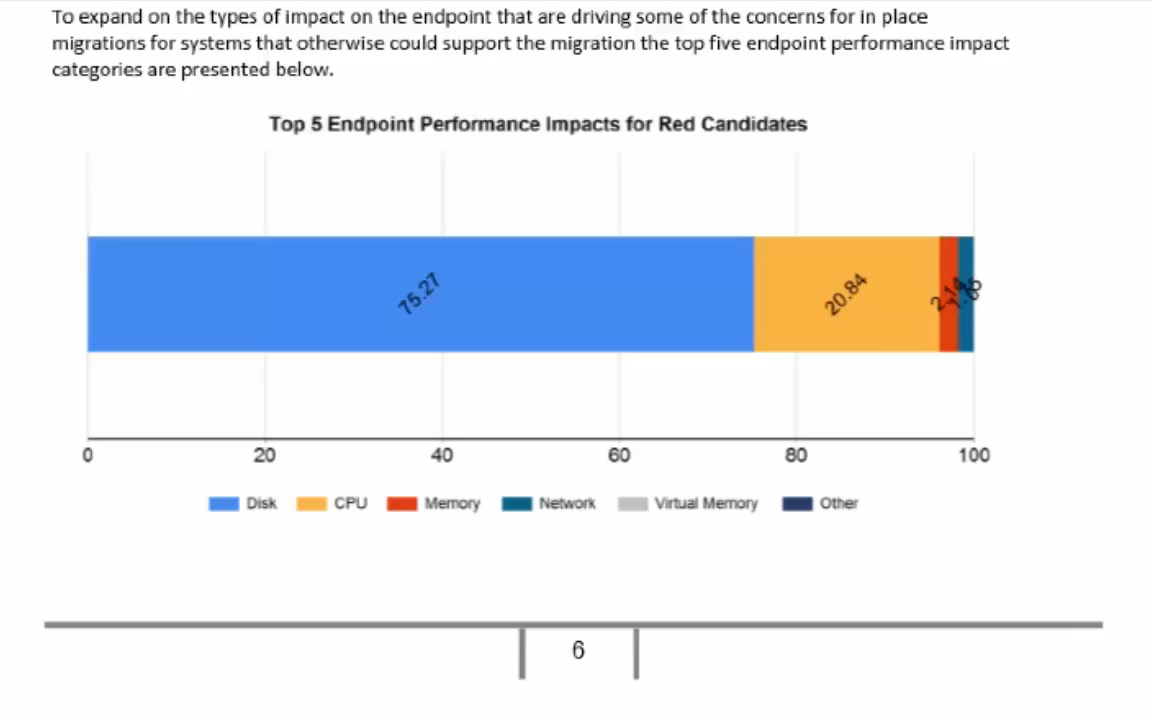 To expand on the types of impact on the endpoint that are driving some of the concerns for in place
migrations for systems that otherwise could support the migration the top five endpoint performance impact
categories are presented below.
Top 5 Endpoint Performance Impacts for Red Candidates
75.27
20.84
2.14
0 20 40 60 80 100
Disk CPU Memory Network Virtual Memory Other
6